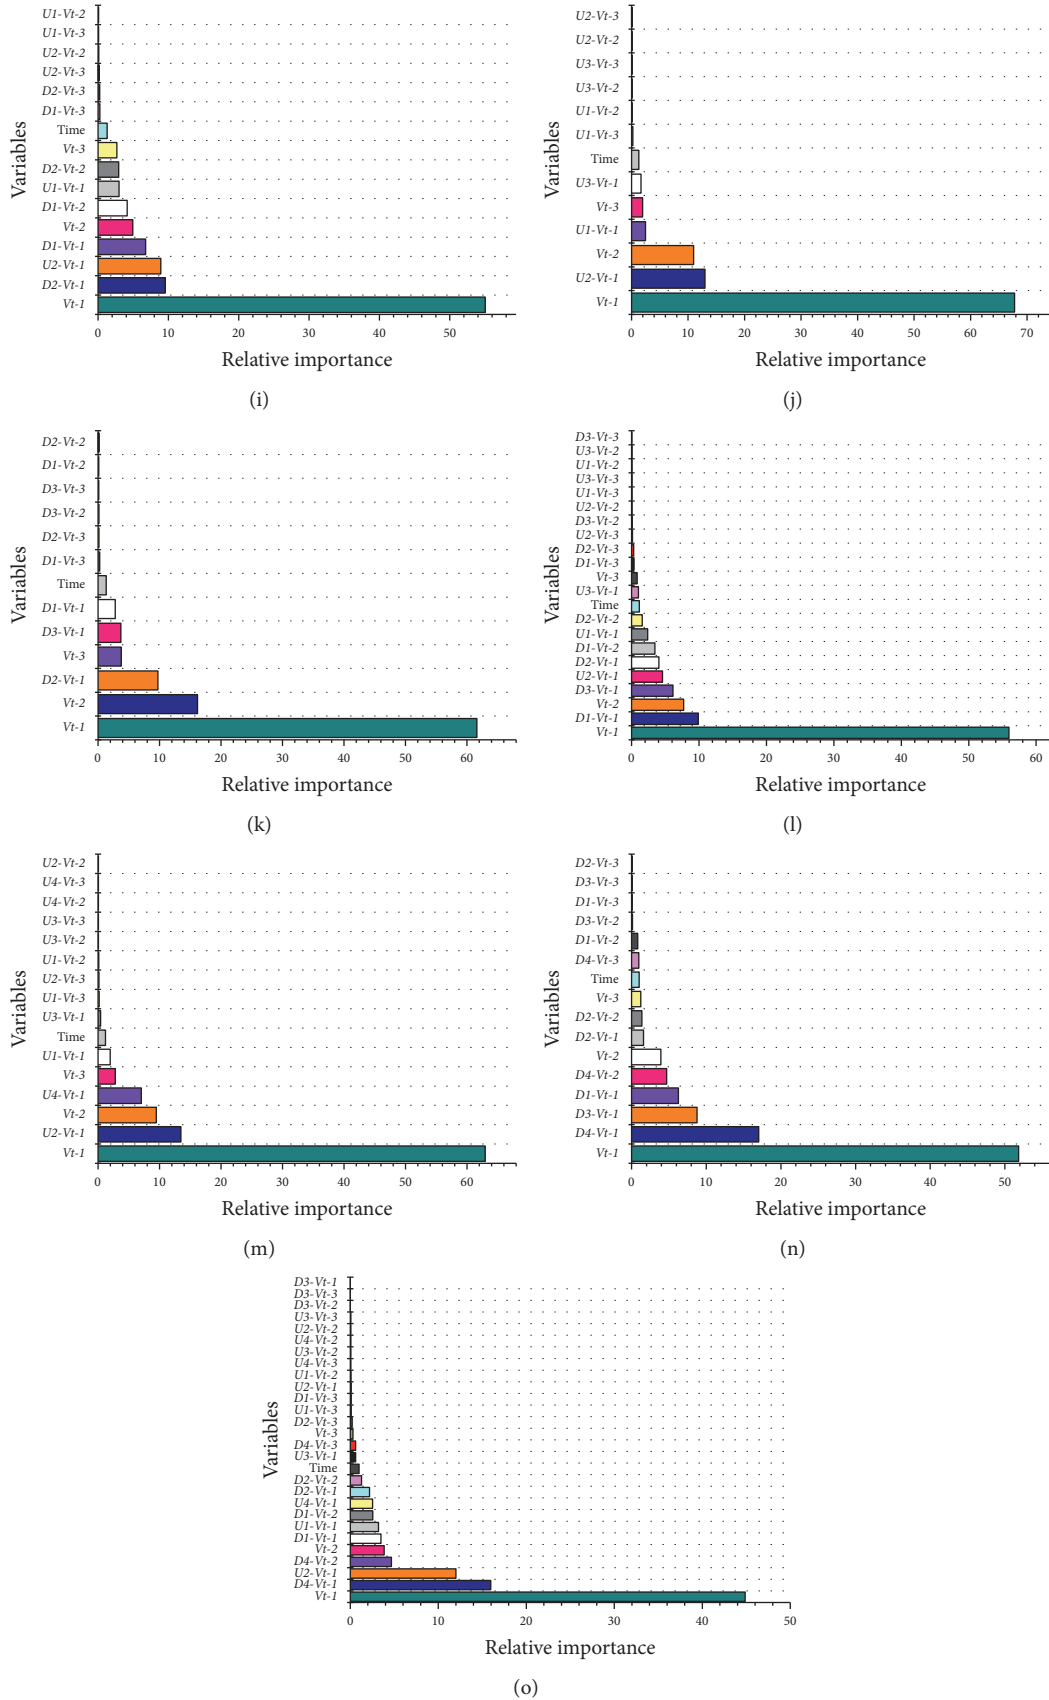 Variables
U1-Vt-2
U1-Vt-3
U2-Vt-2
U2-Vt-3
D2-Vt-3
D1-Vt-3
Time
Vt-3
D2-Vt-2
U1-Vt-1
D1-Vt-2
Vt-2
D1-Vt-1
U2-Vt-1
D2-Vt-1
Vt-1
0 10 20 30 40 50
Relative importance
(i)
Variables
U2-Vt-3
U2-Vt-2
U3-Vt-3
U3-Vt-2
U1-Vt-2
U1-Vt-3
Time
U3-Vt-1
Vt-3
U1-Vt-1
Vt-2
U2-Vt-1
Vt-1
0 10 20 30 40 50 60 70
Relative importance
(j)
Variables
D2-Vt-2
D1-Vt-2
D3-Vt-3
D3-Vt-2
D2-Vt-3
D1-Vt-3
Time
D1-Vt-1
D3-Vt-1
Vt-3
D2-Vt-1
Vt-2
Vt-1
0 10 20 30 40 50 60
Relative importance
(k)
Variables
D3-Vt-3
U3-Vt-2
U1-Vt-2
U3-Vt-3
U1-Vt-3
U2-Vt-2
D3-Vt-2
U2-Vt-3
D2-Vt-3
D1-Vt-3
Vt-3
U3-Vt-1
Time
D2-Vt-2
U1-Vt-1
D1-Vt-2
D2-Vt-1
U2-Vt-1
D3-Vt-1
Vt-2
D1-Vt-1
Vt-1
0 10 20 30 40 50 60
Relative importance
(l)
Variables
U2-Vt-2
U4-Vt-3
U4-Vt-2
U3-Vt-3
U3-Vt-2
U1-Vt-2
U2-Vt-3
U1-Vt-3
U3-Vt-1
Time
U1-Vt-1
Vt-3
U4-Vt-1
Vt-2
U2-Vt-1
Vt-1
0 10 20 30 40 50 60
Relative importance
(m)
Variables
D2-Vt-3
D3-Vt-3
D1-Vt-3
D3-Vt-2
D1-Vt-2
D4-Vt-3
Time
Vt-3
D2-Vt-2
D2-Vt-1
Vt-2
D4-Vt-2
D1-Vt-1
D3-Vt-1
D4-Vt-1
Vt-1
0 10 20 30 40 50
Relative importance
(n)
Variables
D3-Vt-1
D3-Vt-3
D3-Vt-2
U3-Vt-3
U2-Vt-2
U4-Vt-2
U3-Vt-2
U4-Vt-3
U1-Vt-2
U2-Vt-1
D1-Vt-3
U1-Vt-3
D2-Vt-3
Vt-3
D4-Vt-3
U3-Vt-1
Time
D2-Vt-2
D2-Vt-1
U4-Vt-1
D1-Vt-2
U1-Vt-1
D1-Vt-1
Vt-2
D4-Vt-2
U2-Vt-1
D4-Vt-1
Vt-1
0 10 20 30 40 50
Relative importance
(o)